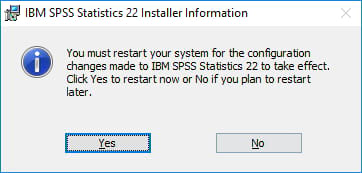 IBM SPSS Statistics 22 Installer Information
You must restart your system for the configuration
changes made to IBM SPSS Statistics 22 to take effect.
Click Yes to restart now or No if you plan to restart
later.
Yes
No